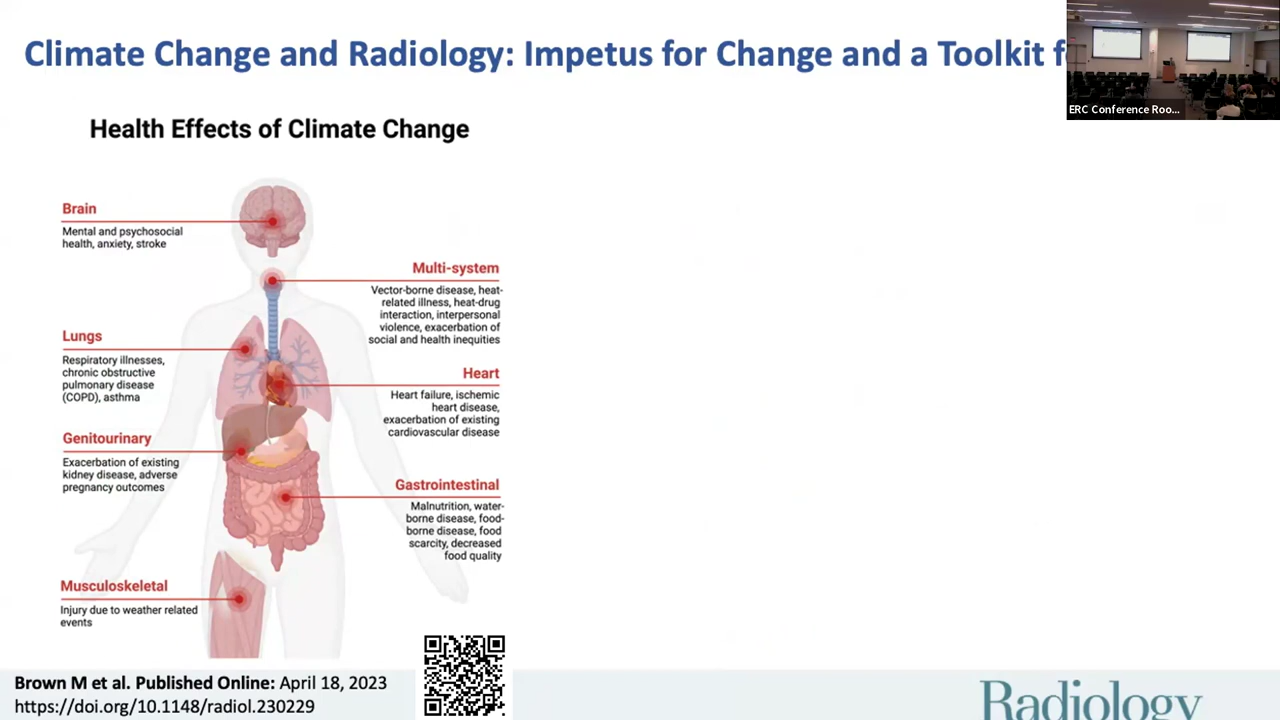 Climate Change and Radiology: Impetus for Change and a Toolkit
ERC Conference Roo...
Health Effects of Climate Change
Brain
Mental and psychosocial
health, anxiety, stroke
Multi-system
Vector-borne disease, heat-
related illness, heat-drug
interaction, interpersonal
violence, exacerbation of
social and health inequities
Lungs
Respiratory illnesses,
chronic obstructive
pulmonary disease
(COPD), asthma
Heart
Heart failure, ischemic
heart disease,
exacerbation of existing
cardiovascular disease
Genitourinary
Exacerbation of existing
kidney disease, adverse
pregnancy outcomes
Gastrointestinal
Malnutrition, water-
borne disease, food-
borne disease, food
scarcity, decreased
food quality
Musculoskeletal
Injury due to weather related
events
Brown M et al. Published Online: April 18, 2023
https://doi.org/10.1148/radiol.230229
Radiology